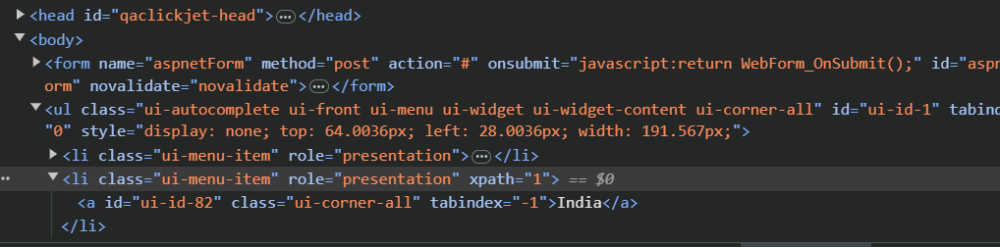 <head id="qaclickjet-head"> … </head>
<body>
<form name="aspnetForm" method="post" action="#" onsubmit="javascript:return WebForm_OnSubmit();" id="aspn
orm" novalidate="novalidate"> … </form>
<ul class="ui-autocomplete ui-front ui-menu ui-widget ui-widget-content ui-corner-all" id="ui-id-1" tabind
"0" style="display: none; top: 64.0036px; left: 28.0036px; width: 191.567px;">
<li class="ui-menu-item" role="presentation"> … </li>
<li class="ui-menu-item" role="presentation" xpath="1"> == $0
<a id="ui-id-82" class="ui-corner-all" tabindex="-1">India</a>
</li>